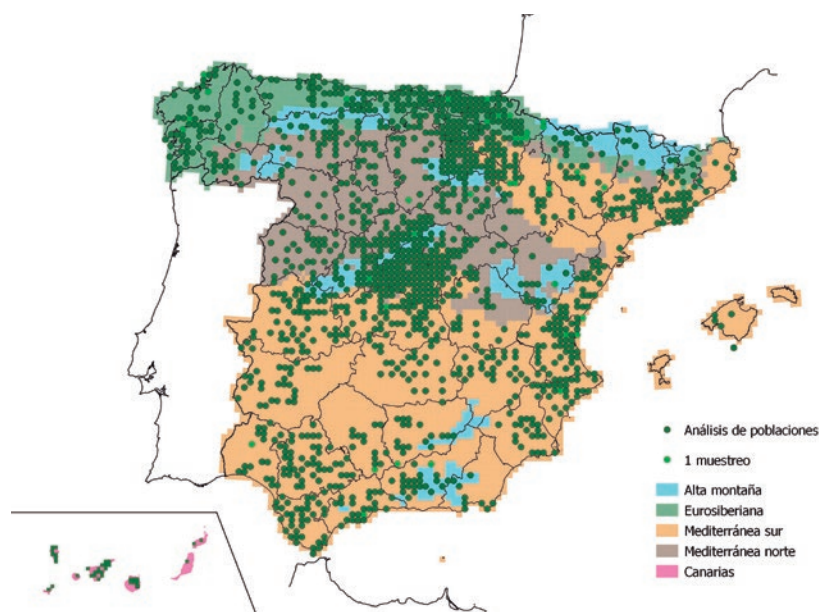 Análisis de poblaciones
1 muestreo
Alta montaña
Eurosiberiana
Mediterránea sur
Mediterránea norte
Canarias